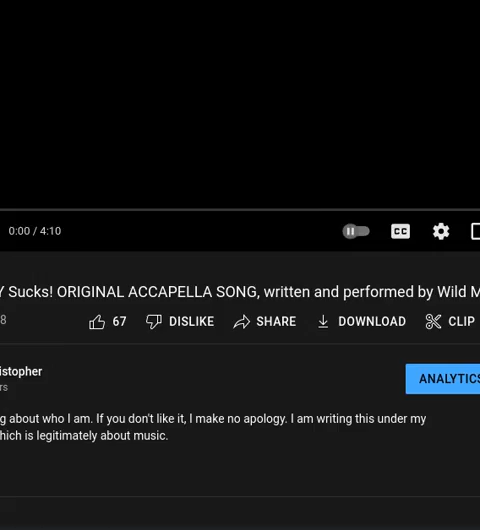 0:00 / 4:10
CC
Y Sucks! ORIGINAL ACCAPELLA SONG, written and performed by Wild M
8
67 DISLIKE SHARE DOWNLOAD CLIP
istopher
rs
ANALYTICS
g about who I am. If you don't like it, I make no apology. I am writing this under my
hich is legitimately about music.